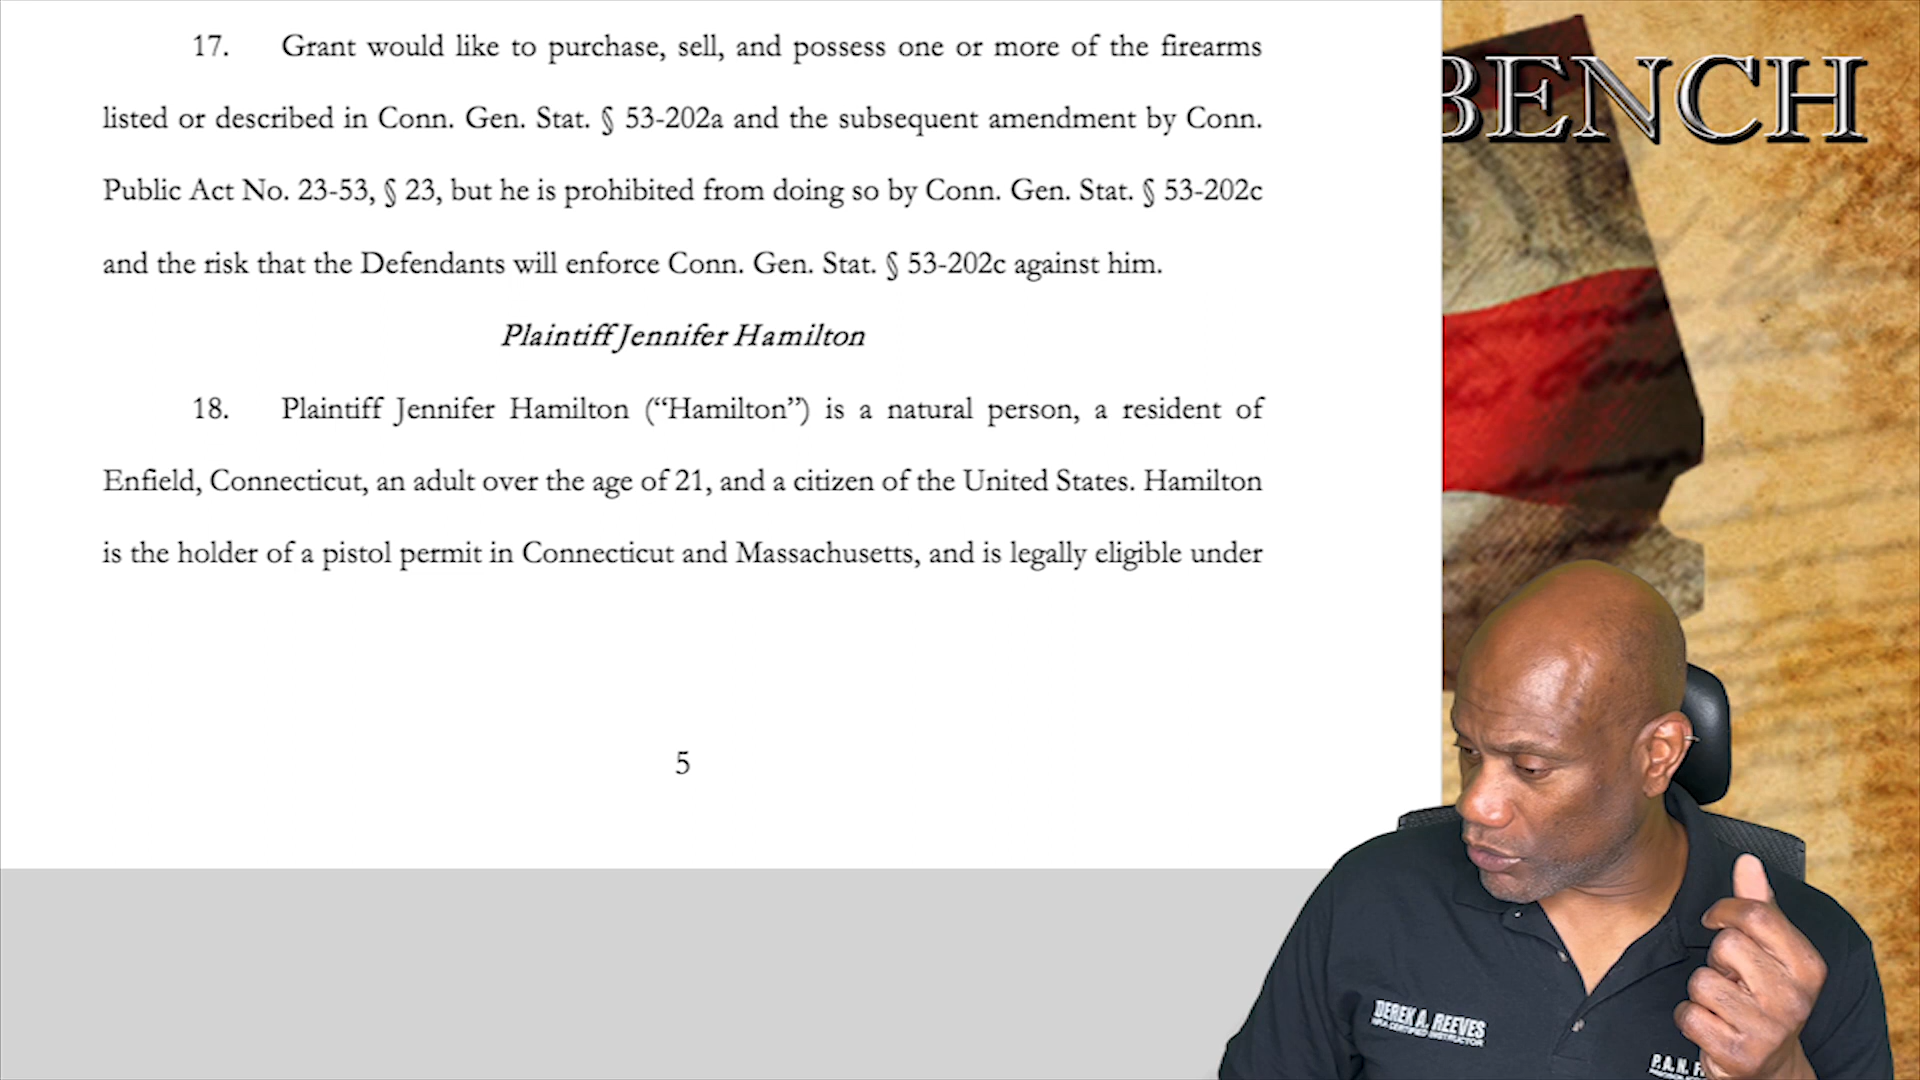 17. Grant would like to purchase, sell, and possess one or more of the firearms
listed or described in Conn. Gen. Stat. § 53-202a and the subsequent amendment by Conn.
Public Act No. 23-53, § 23, but he is prohibited from doing so by Conn. Gen. Stat. § 53-202c
and the risk that the Defendants will enforce Conn. Gen. Stat. § 53-202c against him.
Plaintiff Jennifer Hamilton
18. Plaintiff Jennifer Hamilton (“Hamilton”) is a natural person, a resident of
Enfield, Connecticut, an adult over the age of 21, and a citizen of the United States. Hamilton
is the holder of a pistol permit in Connecticut and Massachusetts, and is legally eligible under
5
BENCH
DEREK A. REEVES
NRA CERTIFIED INSTRUCTOR
P.A.N.